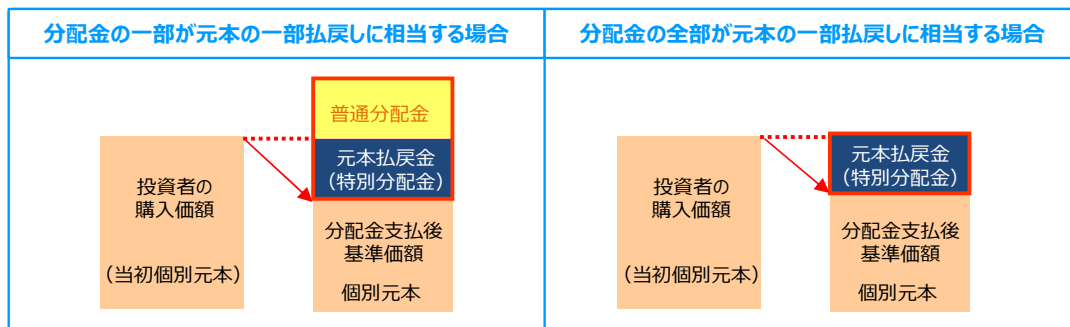 分配金の一部が元本の一部払戻しに相当する場合
分配金の全部が元本の一部払戻しに相当する場合
普通分配金
元本払戻金
（特別分配金）
投資者の
購入価額
（当初個別元本）
分配金支払後
基準価額
個別元本
元本払戻金
（特別分配金）
投資者の
購入価額
（当初個別元本）
分配金支払後
基準価額
個別元本